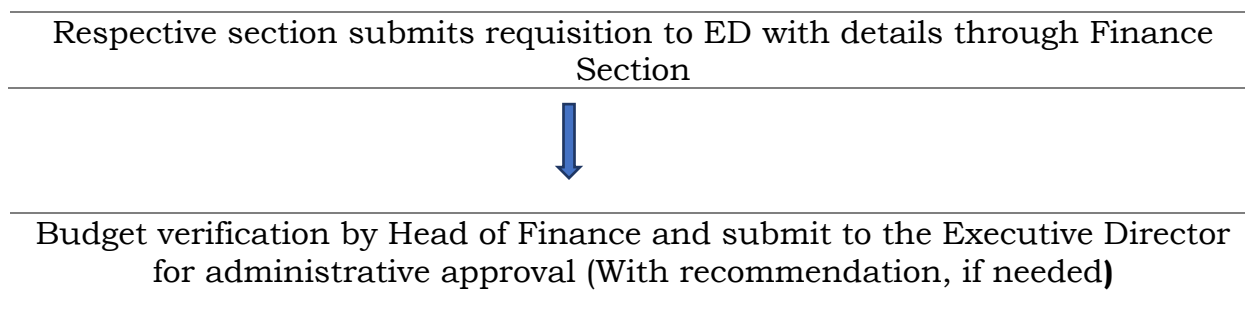 Respective section submits requisition to ED with details through Finance
Section
Budget verification by Head of Finance and submit to the Executive Director
for administrative approval (With recommendation, if needed)